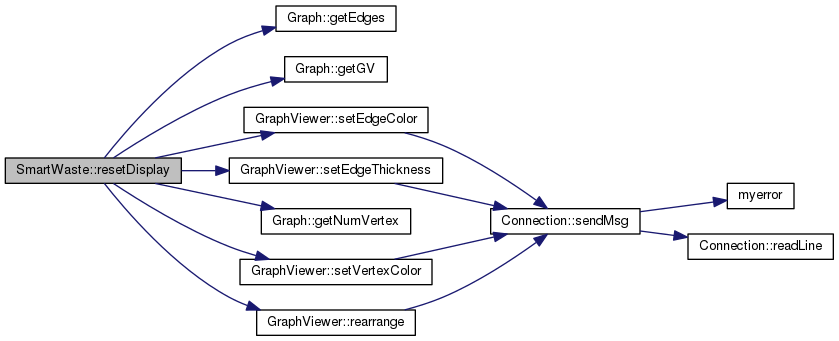 Graph::getEdges
Graph::getGV
GraphViewer::setEdgeColor
SmartWaste::resetDisplay
GraphViewer::setEdgeThickness
myerror
Graph::getNumVertex
Connection::sendMsg
Connection::readLine
GraphViewer::setVertexColor
GraphViewer::rearrange